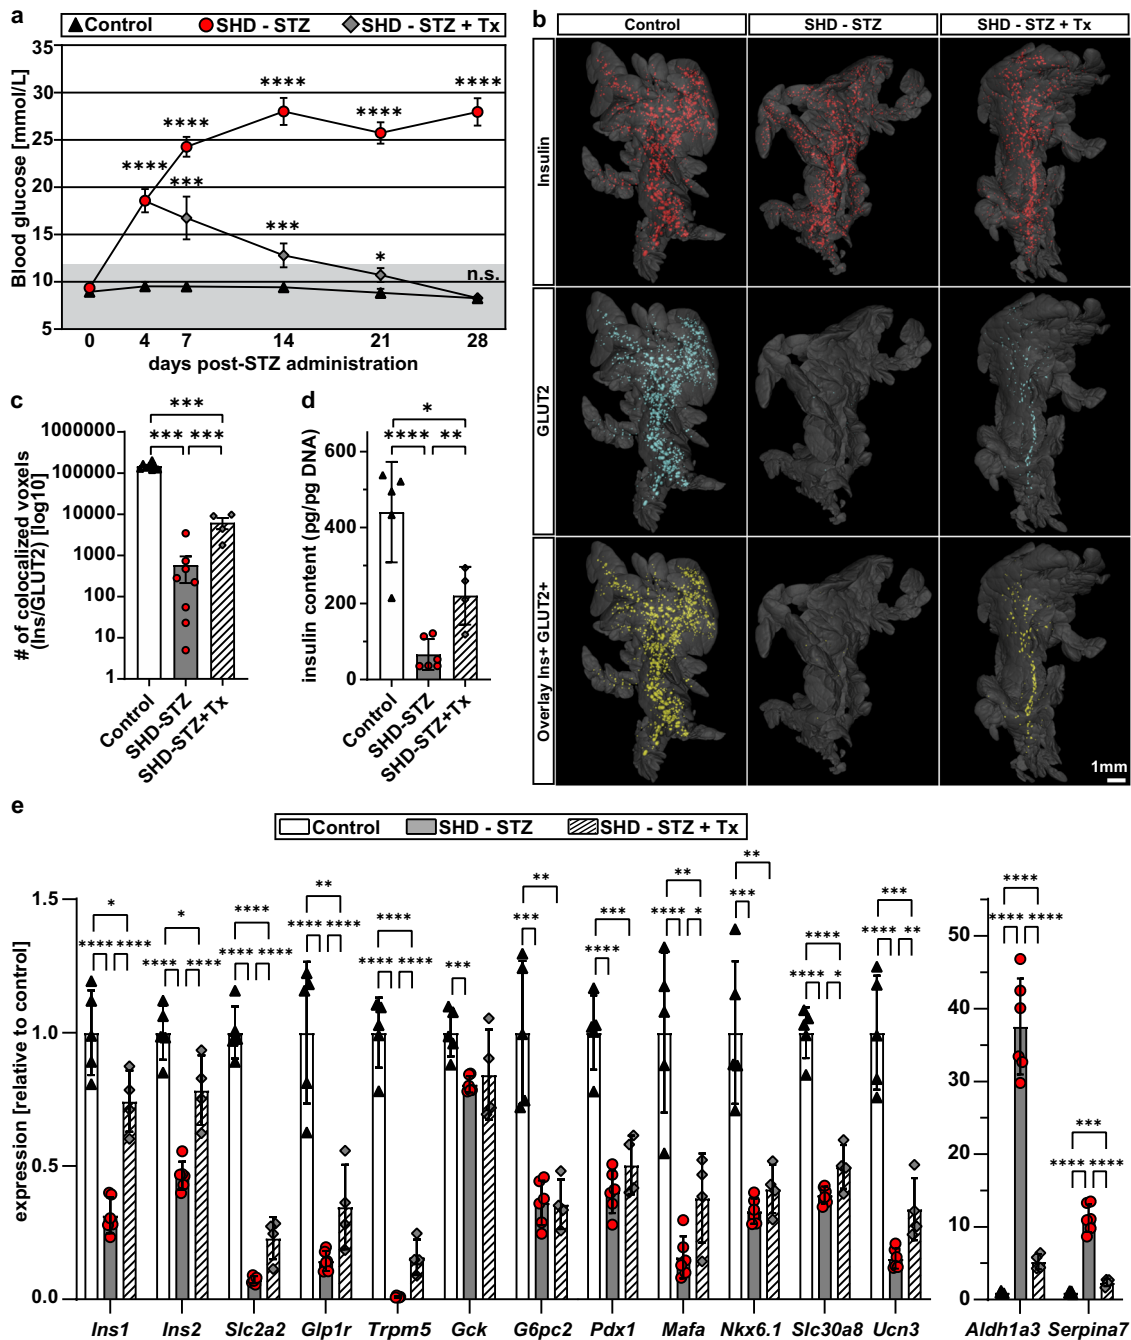 a
Control SHD - STZ SHD - STZ + Tx
Blood glucose [mmol/L]
35
30
25
20
15
10
5
**** **** **** **** ****
*** *** * n.s.
0 4 7 14 21 28
days post-STZ administration
b
Control SHD - STZ SHD - STZ + Tx
Insulin
GLUT2
Overlay Ins+ GLUT2+
1mm
c
# of colocalized voxels
(Ins/GLUT2) [log10]
1000000
100000
10000
1000
100
10
1
***
*** ***
Control SHD-STZ SHD-STZ+Tx
d
insulin content (pg/pg DNA)
600
400
200
0
*
**** **
Control SHD-STZ SHD-STZ+Tx
e
Control SHD - STZ SHD - STZ + Tx
expression [relative to control]
1.5
1.0
0.5
0.0
* * **** ** **** ** *** ** ** **** ***
**** **** **** **** **** **** **** **** **** **** *** *** **** **** * *** **** * **** **
50
40
30
20
10
0
**** ***
**** **** **** ****
Ins1 Ins2 Slc2a2 Glp1r Trpm5 Gck G6pc2 Pdx1 Mafa Nkx6.1 Slc30a8 Ucn3 Aldh1a3 Serpina7